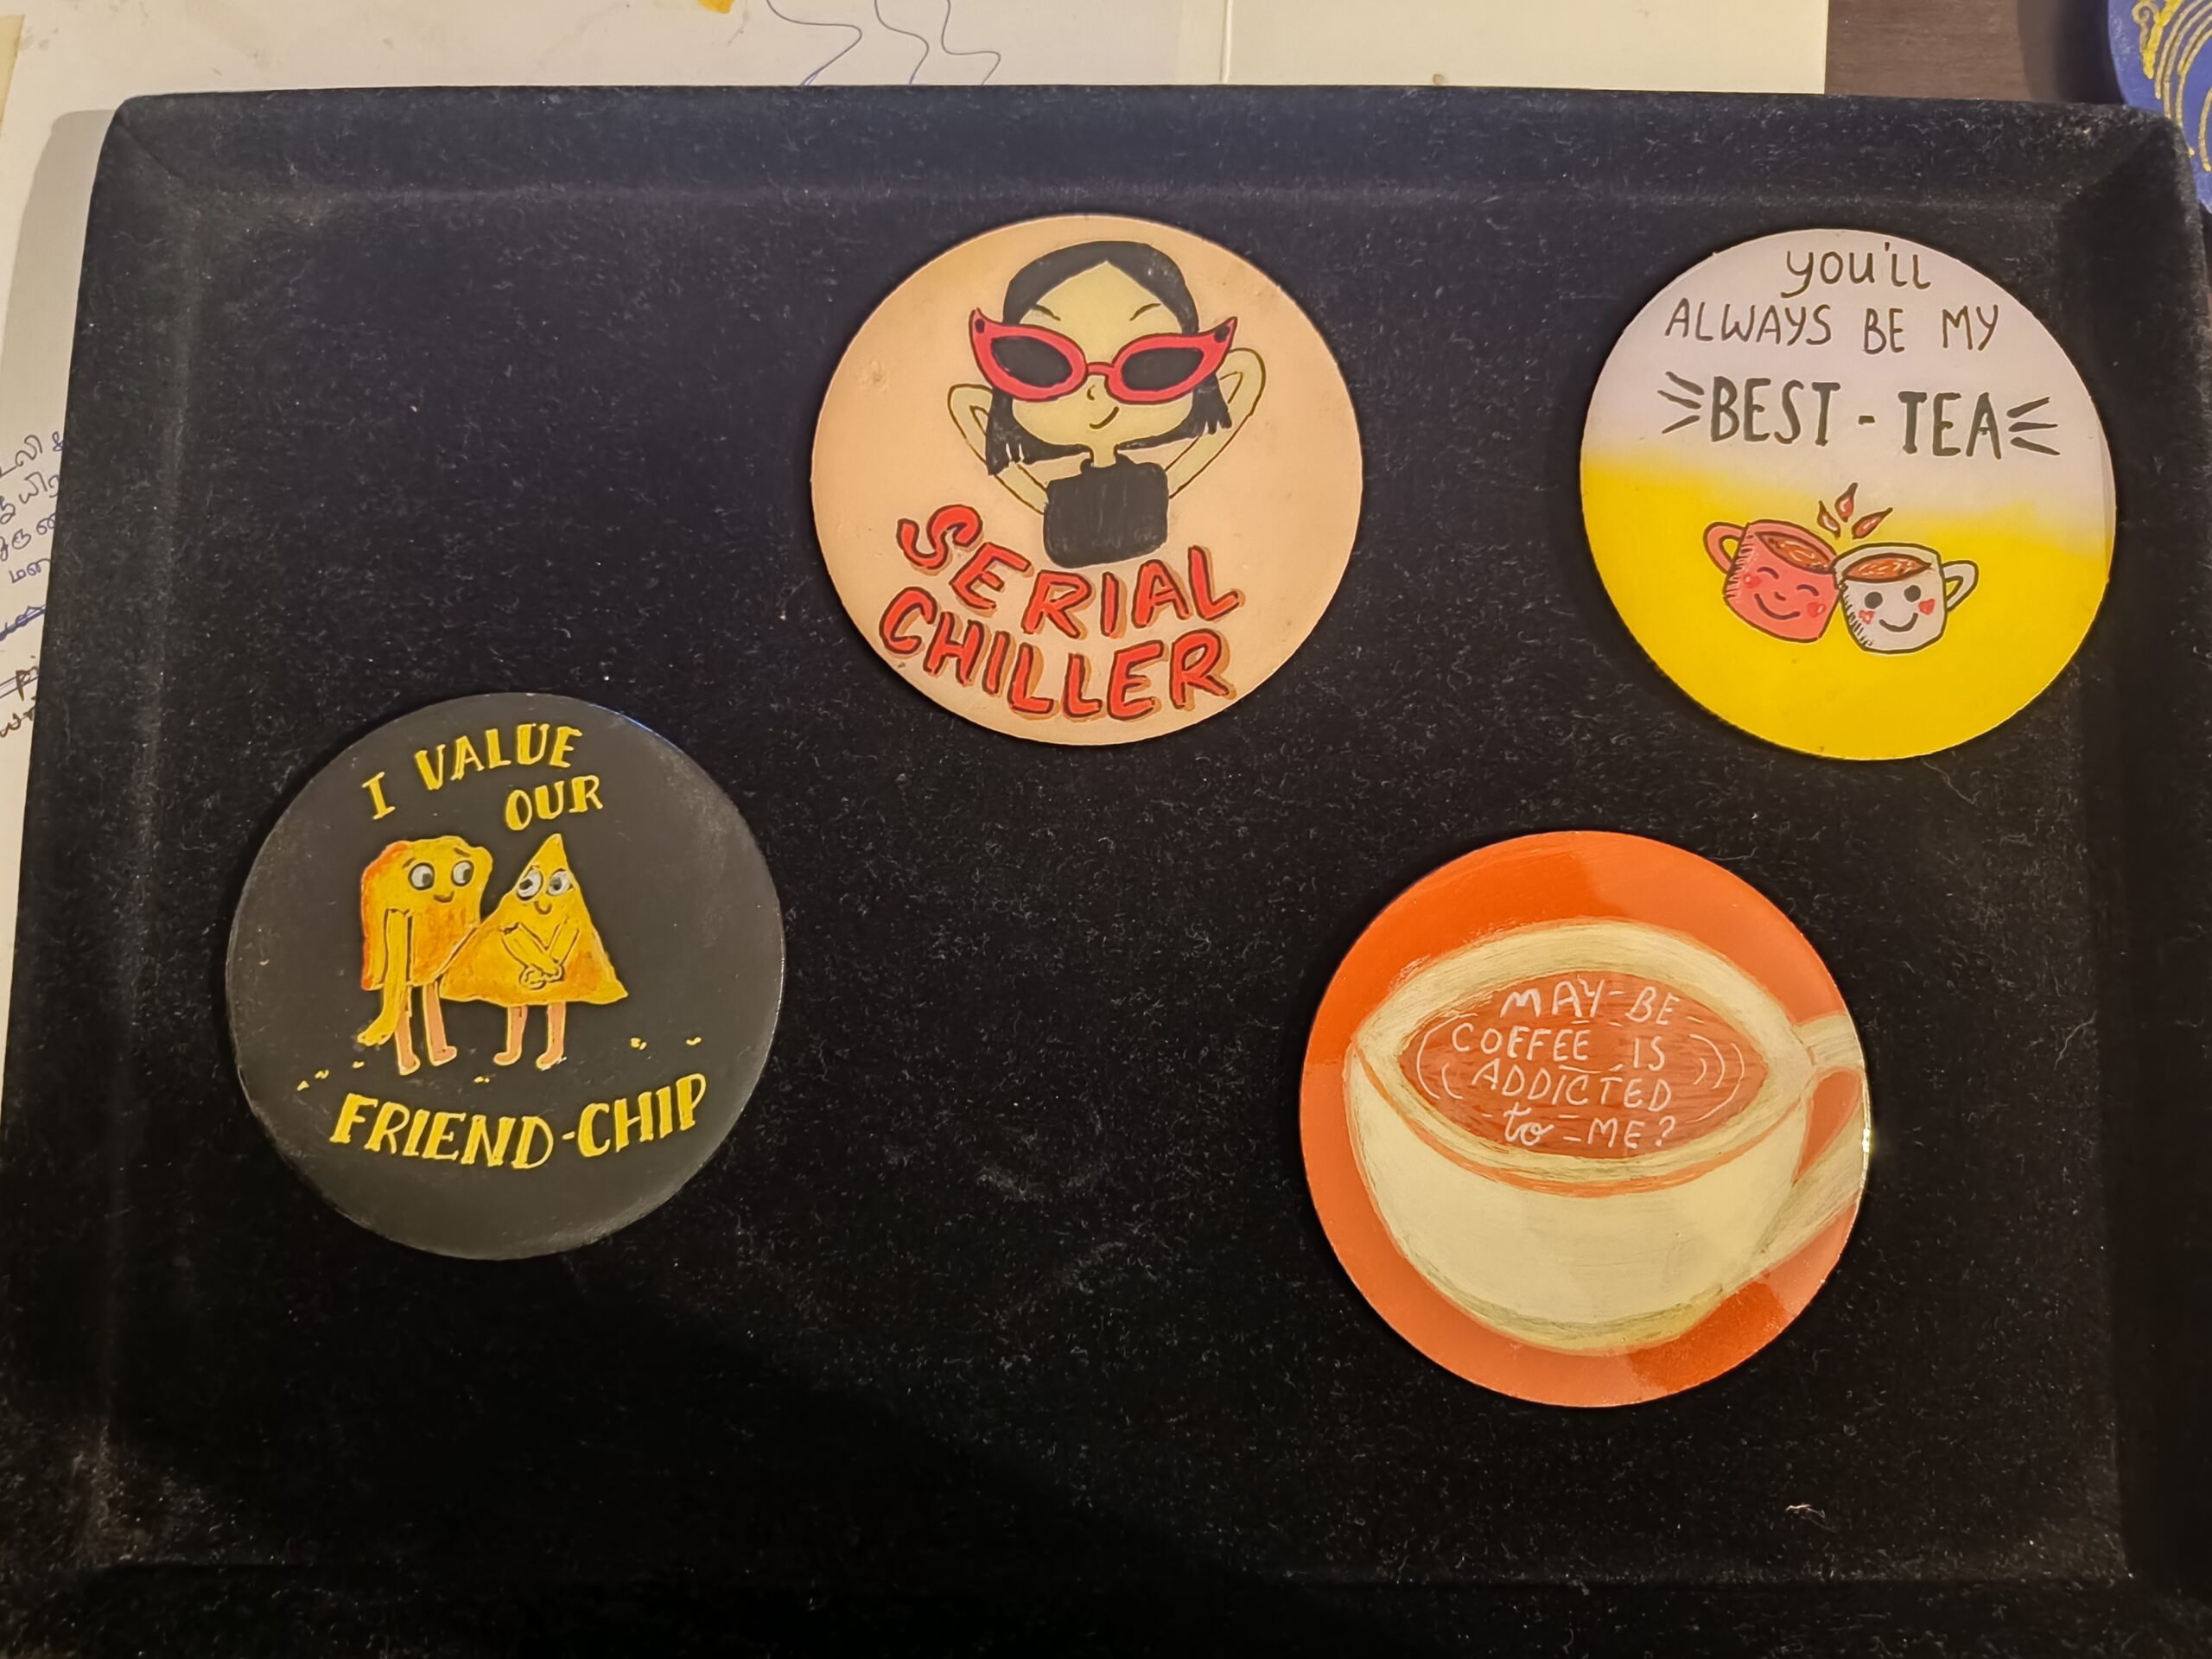 SERIAL
CHILLER
you'll
ALWAYS BE MY
BEST - TEA
I VALUE
OUR
FRIEND-CHIP
MAY BE
COFFEE IS
ADDICTED
to - ME?